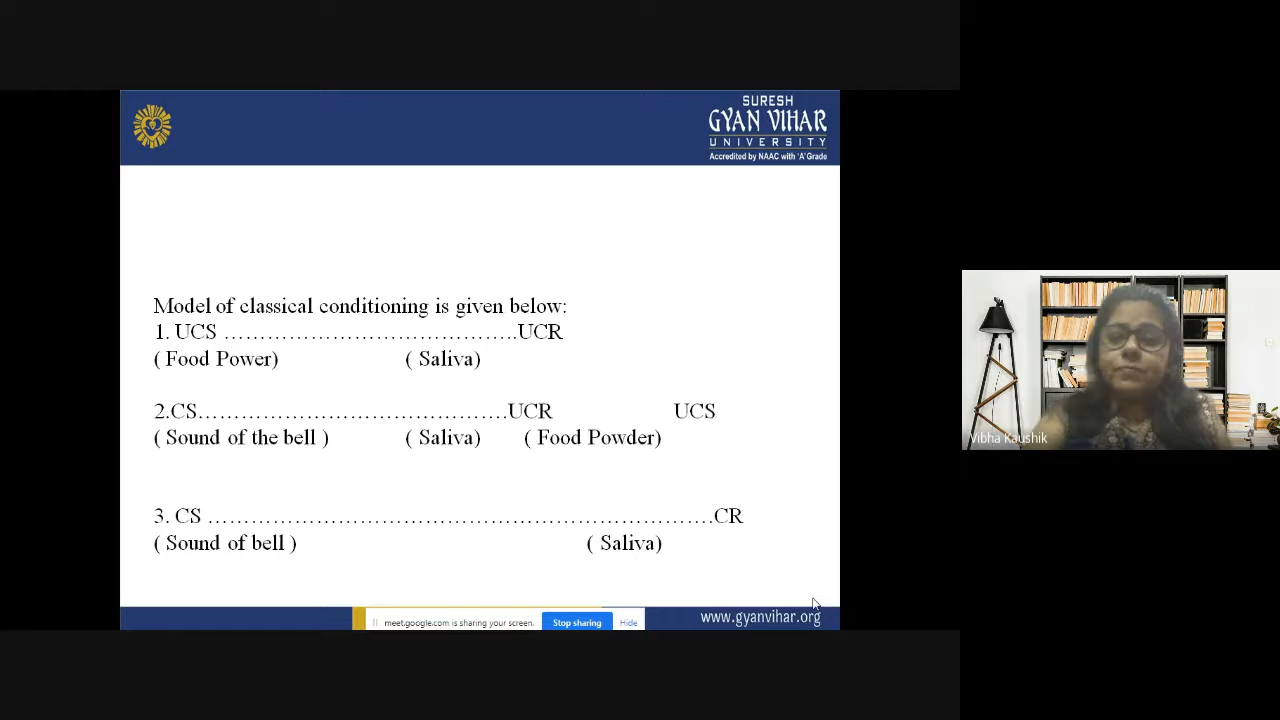 SURESH
GYAN VIHAR
UNIVERSITY
Accredited by NAAC with 'A' Grade
Model of classical conditioning is given below:
1. UCS …………………………………..UCR
( Food Power) ( Saliva)
2.CS…………………………………….UCR UCS
( Sound of the bell ) ( Saliva) ( Food Powder)
3. CS …………………………………………………………….CR
( Sound of bell ) ( Saliva)
meet.google.com is sharing your screen.
Stop sharing
Hide
www.gyanvihar.org
Vibha Kaushik